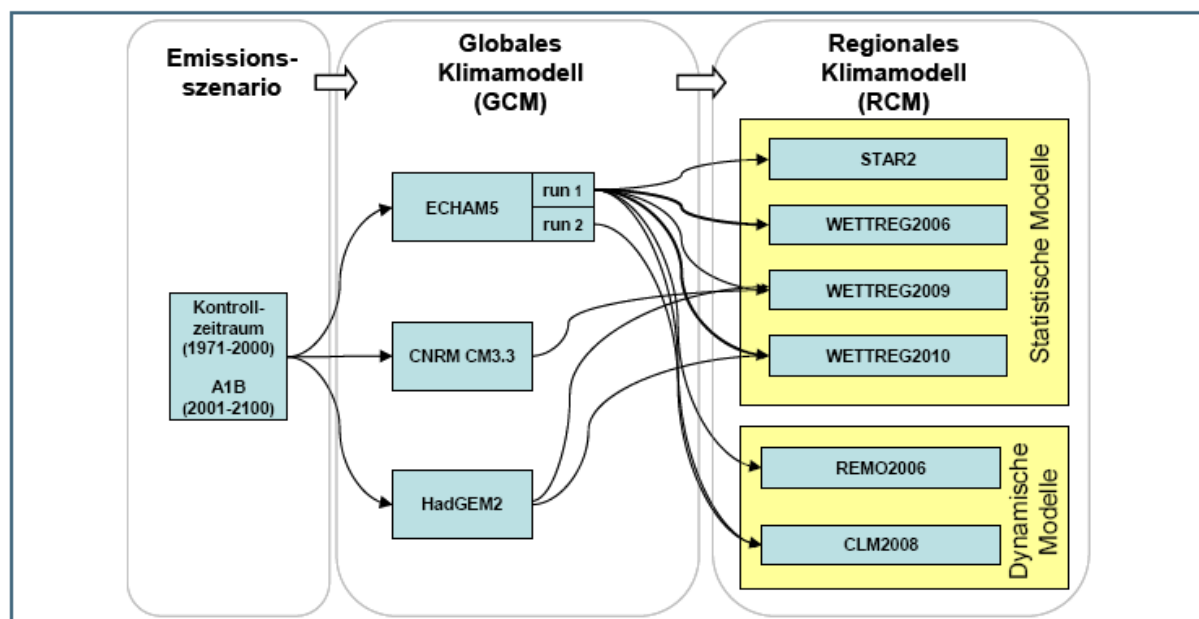 Emissions-
szenario
Globales
Klimamodell
(GCM)
Regionales
Klimamodell
(RCM)
Kontroll-
zeitraum
(1971-2000)
A1B
(2001-2100)
ECHAM5
run 1
run 2
CNRM CM3.3
HadGEM2
STAR2
WETTREG2006
WETTREG2009
WETTREG2010
Statistische Modelle
REMO2006
CLM2008
Dynamische
Modelle